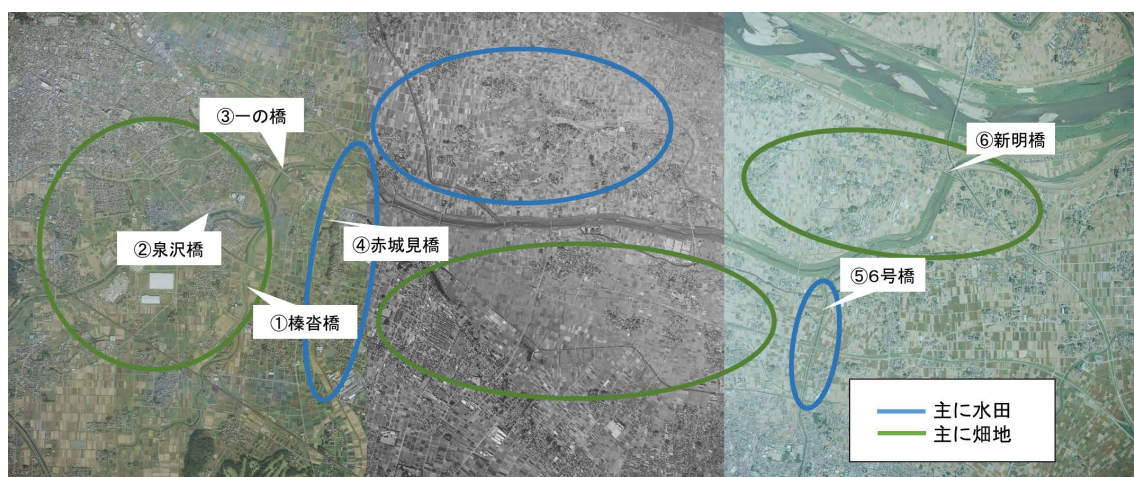 ③一の橋
⑥新明橋
②泉沢橋
④赤城見橋
⑤6号橋
①榛沓橋
主に水田
主に畑地